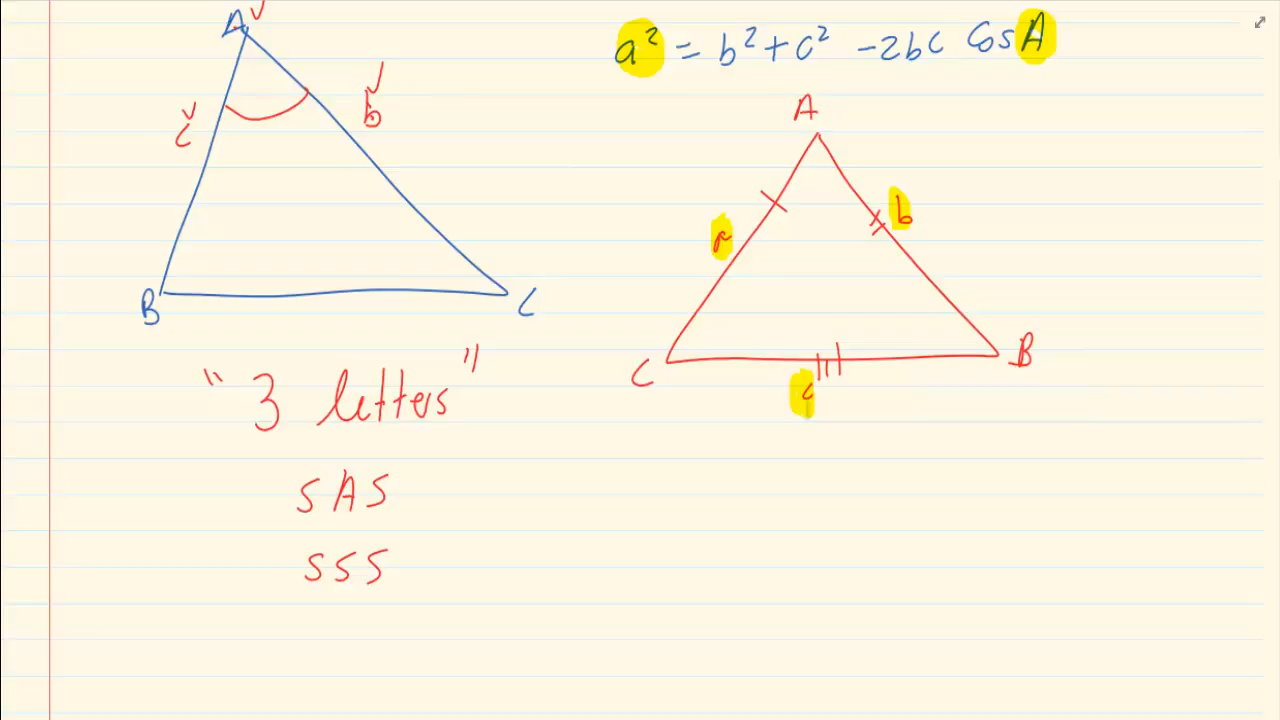 A
c
b
B
C
a² = b² + c² - 2bc Cos A
A
b
C
B
" 3 letters "
SAS
SSS